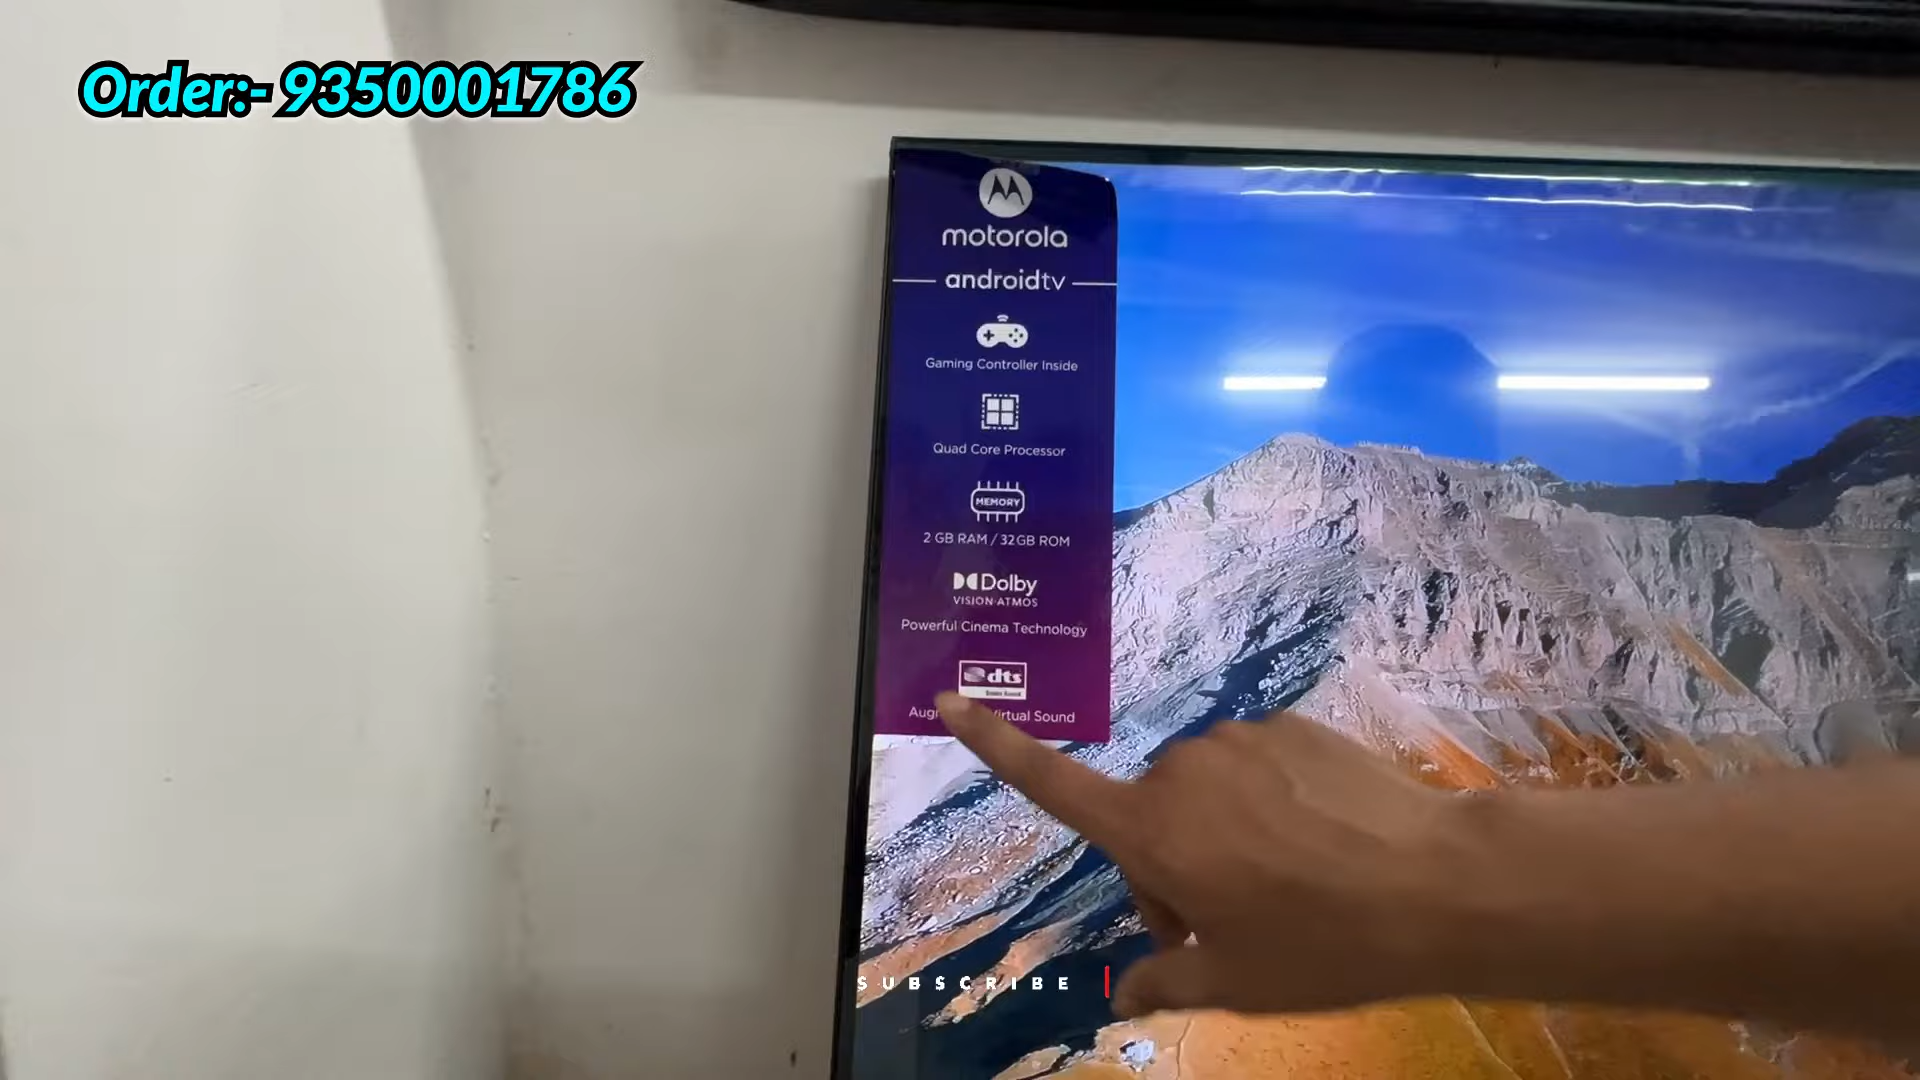 Order:- 9350001786
motorola
androidtv
Gaming Controller Inside
Quad Core Processor
MEMORY
2 GB RAM / 32GB ROM
Dolby
VISION·ATMOS
Powerful Cinema Technology
dts
Virtual Sound
SUBSCRIBE